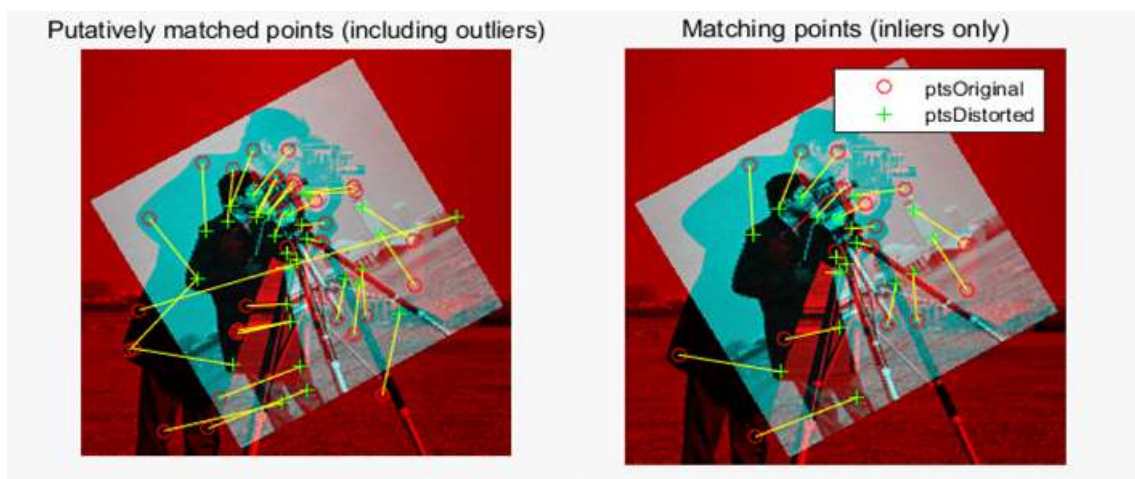 Putatively matched points (including outliers)
Matching points (inliers only)
ptsOriginal
ptsDistorted